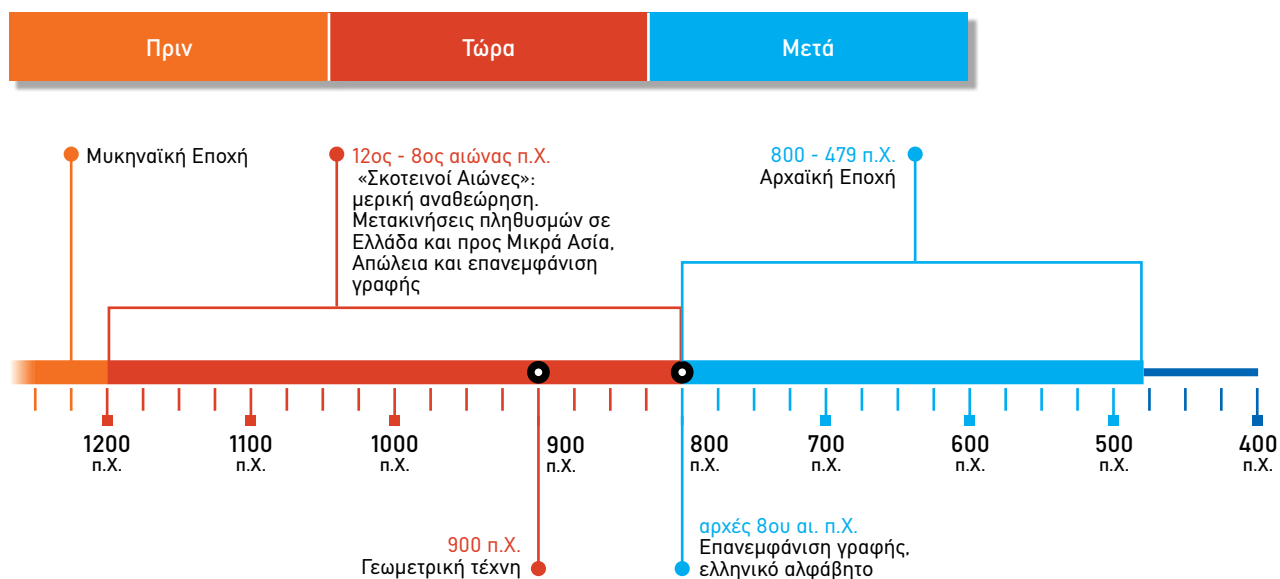 Πριν
Τώρα
Μετά
Μυκηναϊκή Εποχή
12ος - 8ος αιώνας π.Χ.
«Σκοτεινοί Αιώνες»:
μερική αναθεώρηση.
Μετακινήσεις πληθυσμών σε
Ελλάδα και προς Μικρά Ασία,
Απώλεια και επανεμφάνιση
γραφής
800 - 479 π.Χ.
Αρχαϊκή Εποχή
1200
π.Χ.
1100
π.Χ.
1000
π.Χ.
900
π.Χ.
800
π.Χ.
700
π.Χ.
600
π.Χ.
500
π.Χ.
400
π.Χ.
900 π.Χ.
Γεωμετρική τέχνη
αρχές 8ου αι. π.Χ.
Επανεμφάνιση γραφής,
ελληνικό αλφάβητο